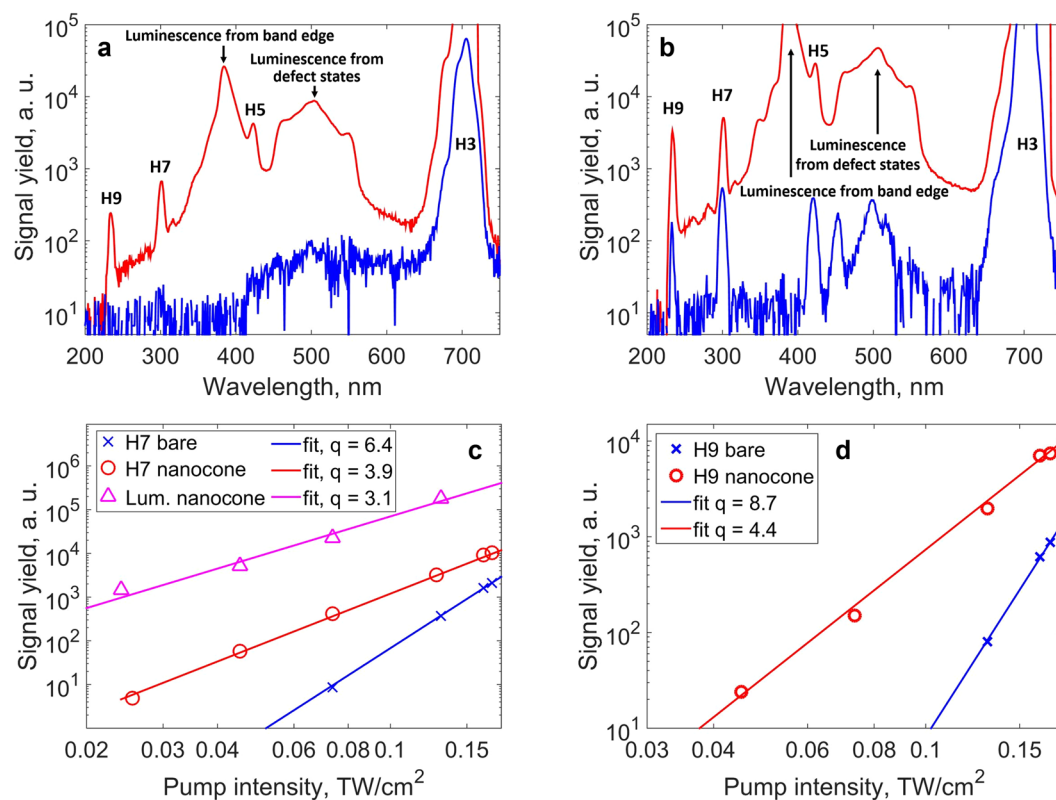 a
Luminescence from band edge
Luminescence from
defect states
H9
H7
H5
H3
Signal yield, a. u.
10^5
10^4
10^3
10^2
10^1
200 300 400 500 600 700
Wavelength, nm
b
H9
H7
H5
H3
Luminescence
from defect states
Luminescence from band edge
Signal yield, a. u.
10^5
10^4
10^3
10^2
10^1
200 300 400 500 600 700
Wavelength, nm
c
H7 bare
H7 nanocone
Lum. nanocone
fit, q = 6.4
fit, q = 3.9
fit, q = 3.1
Signal yield, a. u.
10^6
10^5
10^4
10^3
10^2
10^1
0.02 0.04 0.06 0.08 0.1 0.15
Pump intensity, TW/cm^2
d
H9 bare
H9 nanocone
fit q = 8.7
fit q = 4.4
Signal yield, a. u.
10^4
10^3
10^2
10^1
0.03 0.04 0.06 0.1 0.15
Pump intensity, TW/cm^2